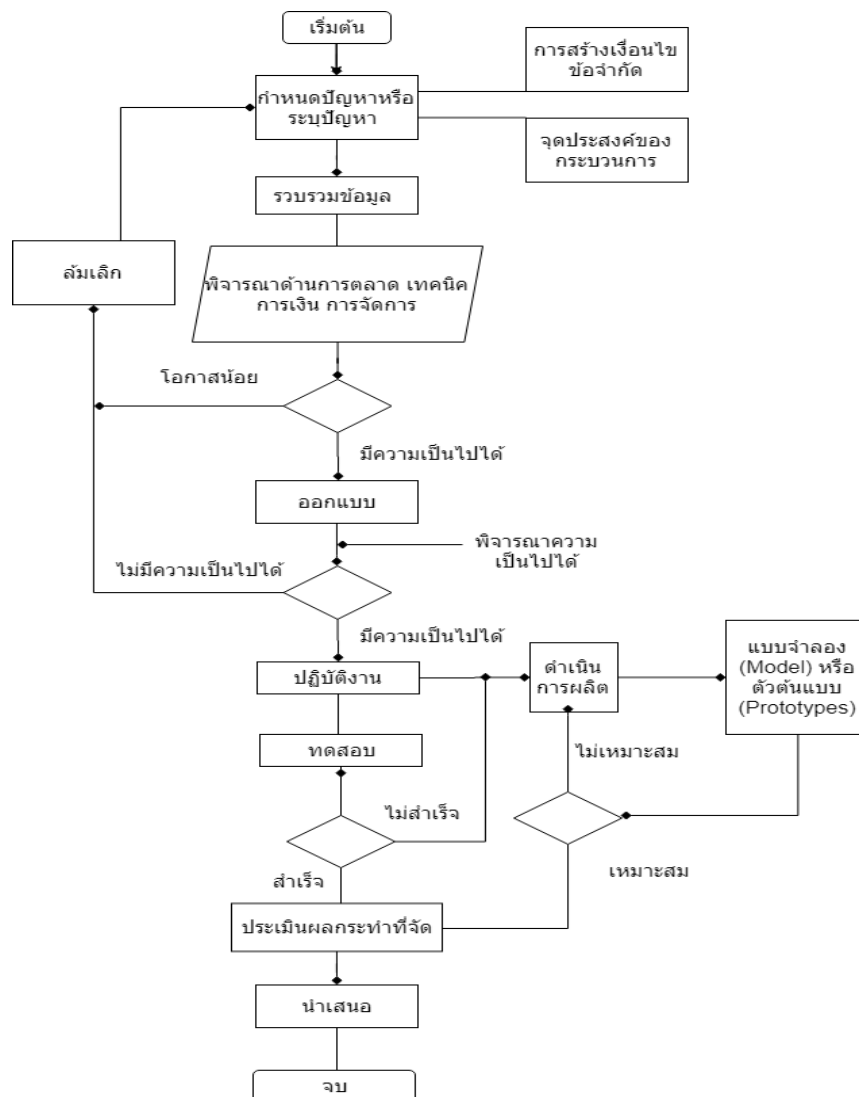 เริ่มต้น
การสร้างเงื่อนไข
ข้อจำกัด
กำหนดปัญหาหรือ
ระบุปัญหา
จุดประสงค์ของ
กระบวนการ
รวบรวมข้อมูล
ล้มเลิก
พิจารณาด้านการตลาด เทคนิค
การเงิน การจัดการ
โอกาสน้อย
มีความเป็นไปได้
ออกแบบ
พิจารณาความ
เป็นไปได้
ไม่มีความเป็นไปได้
มีความเป็นไปได้
ปฏิบัติงาน
ดำเนิน
การผลิต
แบบจำลอง
(Model) หรือ
ตัวต้นแบบ
(Prototypes)
ทดสอบ
ไม่เหมาะสม
ไม่สำเร็จ
สำเร็จ
เหมาะสม
ประเมินผลกระทำที่จัด
นำเสนอ
จบ